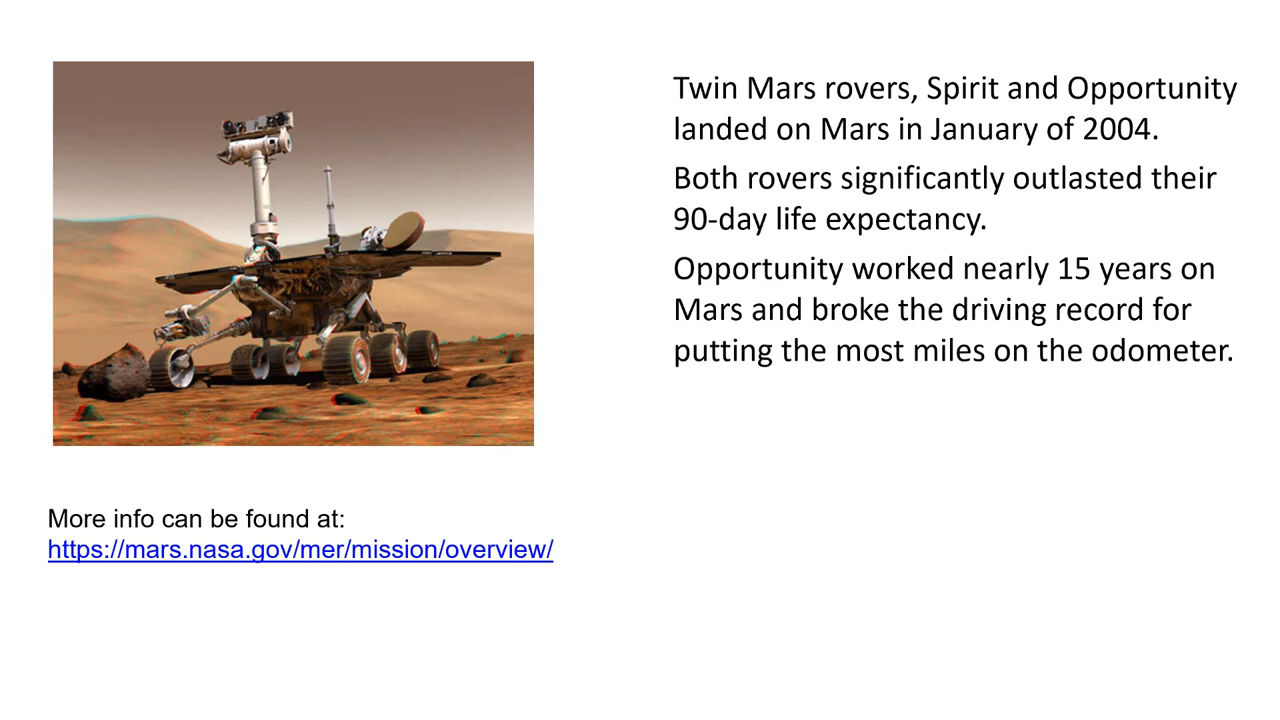 Twin Mars rovers, Spirit and Opportunity
landed on Mars in January of 2004.
Both rovers significantly outlasted their
90-day life expectancy.
Opportunity worked nearly 15 years on
Mars and broke the driving record for
putting the most miles on the odometer.
More info can be found at:
https://mars.nasa.gov/mer/mission/overview/